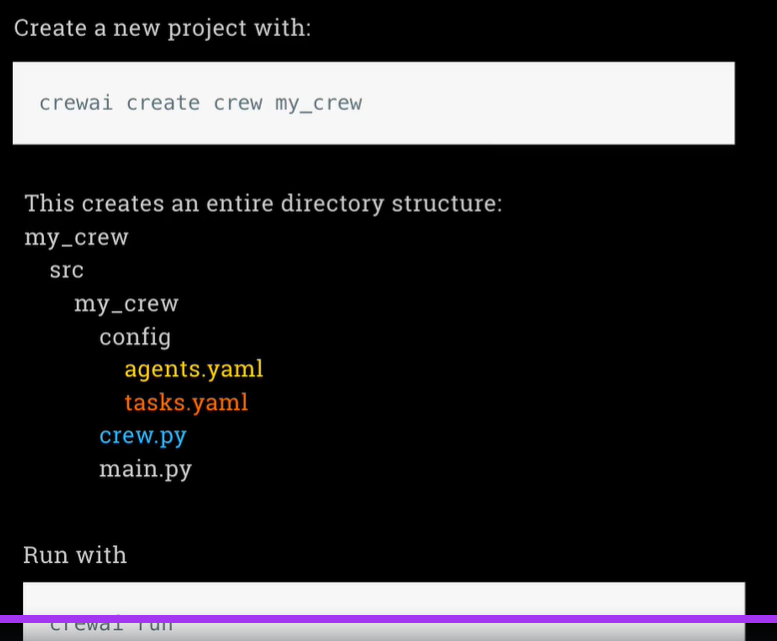 Create a new project with:
crewai create crew my_crew
This creates an entire directory structure:
my_crew
src
my_crew
config
agents.yaml
tasks.yaml
crew.py
main.py
Run with
crewai run